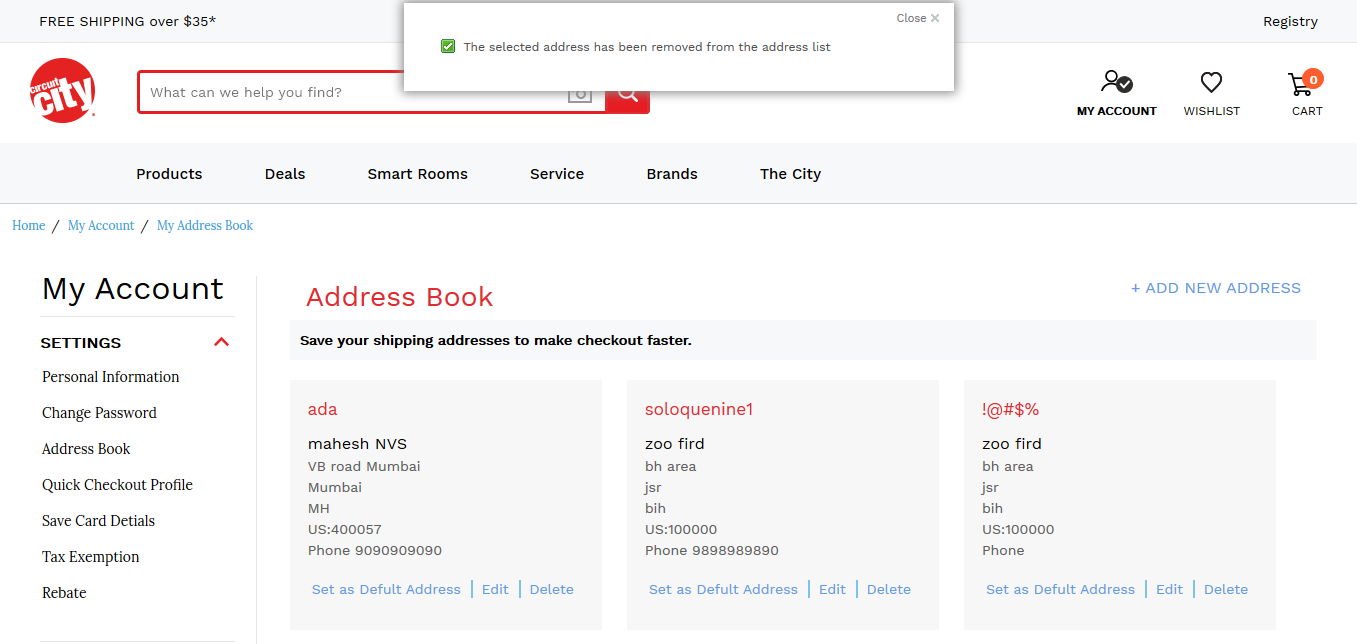 FREE SHIPPING over $35*
Close ×
The selected address has been removed from the address list
Registry
circuit
city
What can we help you find?
MY ACCOUNT
WISHLIST
0
CART
Products
Deals
Smart Rooms
Service
Brands
The City
Home / My Account / My Address Book
My Account
SETTINGS
Personal Information
Change Password
Address Book
Quick Checkout Profile
Save Card Detials
Tax Exemption
Rebate
Address Book
+ ADD NEW ADDRESS
Save your shipping addresses to make checkout faster.
ada
mahesh NVS
VB road Mumbai
Mumbai
MH
US:400057
Phone 9090909090
Set as Defult Address | Edit | Delete
soloquenine1
zoo fird
bh area
jsr
bih
US:100000
Phone 9898989890
Set as Defult Address | Edit | Delete
!@#$%
zoo fird
bh area
jsr
bih
US:100000
Phone
Set as Defult Address | Edit | Delete